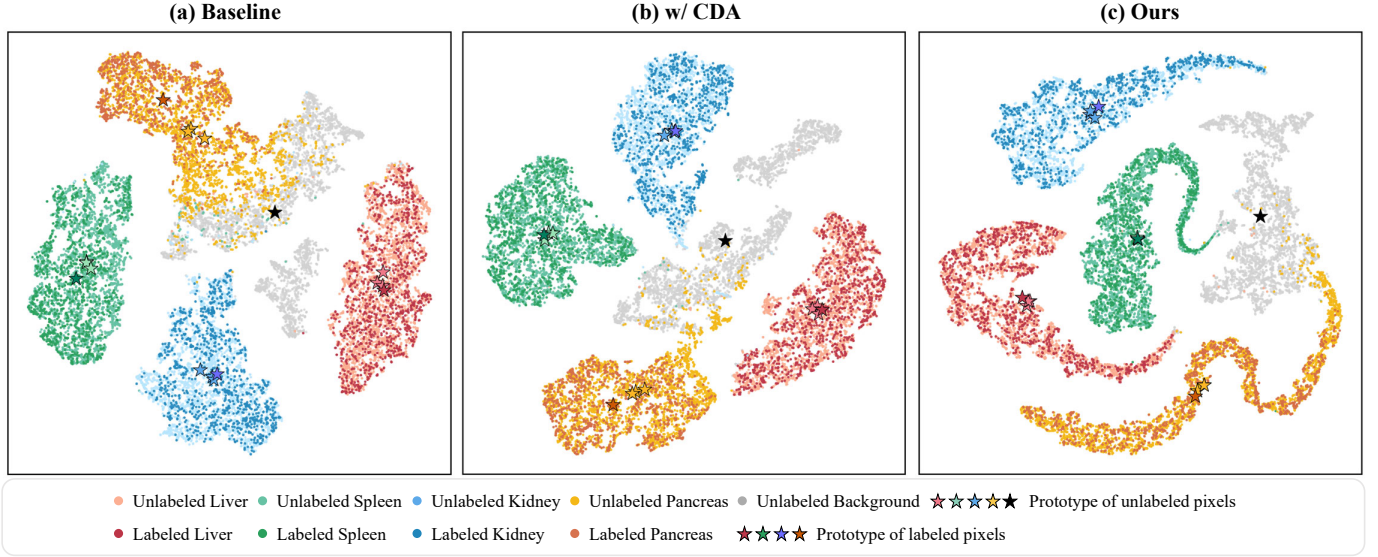 (a) Baseline
(b) w/ CDA
(c) Ours
Unlabeled Liver
Unlabeled Spleen
Unlabeled Kidney
Unlabeled Pancreas
Unlabeled Background
Prototype of unlabeled pixels
Labeled Liver
Labeled Spleen
Labeled Kidney
Labeled Pancreas
Prototype of labeled pixels